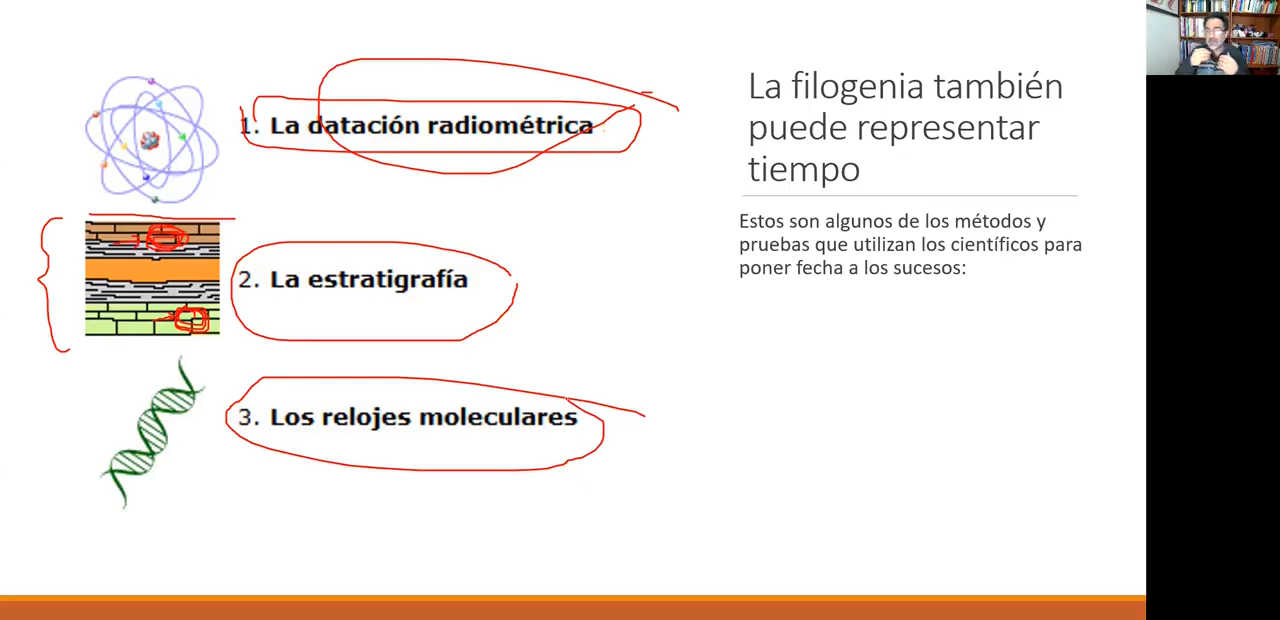 La filogenia también
puede representar
tiempo
Estos son algunos de los métodos y
pruebas que utilizan los científicos para
poner fecha a los sucesos:
1. La datación radiométrica
2. La estratigrafía
3. Los relojes moleculares